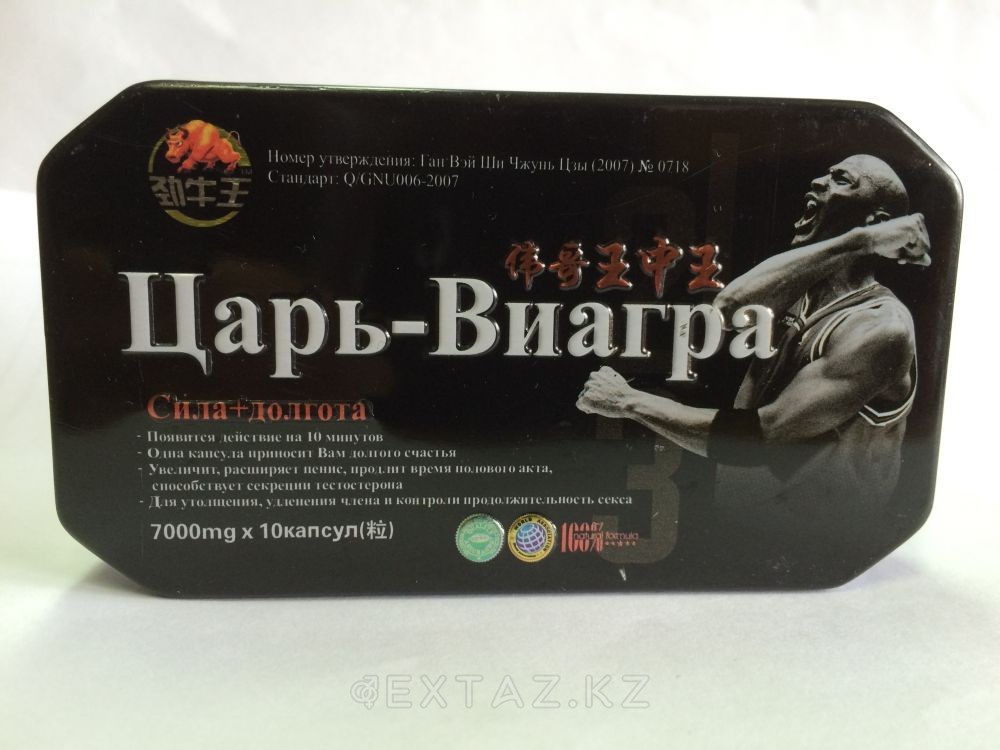 劲牛王
TM
Номер утверждения: Ган Вэй Ши Чжунь Цзы (2007) № 0718
Стандарт: Q/GNU006-2007
伟哥王中王
Царь-Виагра
Сила+долгота
- Появится действие на 10 минутов
- Одна капсула приносит Вам долгого счастья
- Увеличит, расширяет пение, продлит время полового акта,
способствует секреции тестостерона
- Для утолщения, удленения члена и контроли продолжительность секса
7000mg x 10капсул(粒)
100%
natural formula
EXTAZ.KZ